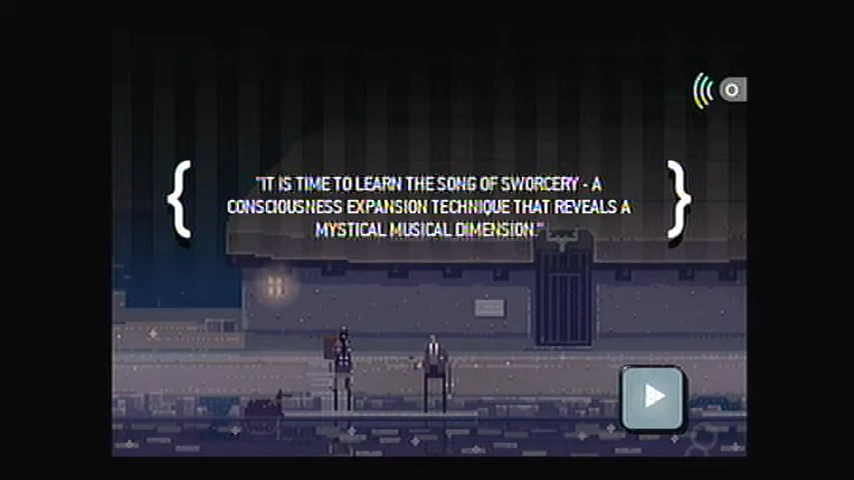 "IT IS TIME TO LEARN THE SONG OF SWORCERY - A
CONSCIOUSNESS EXPANSION TECHNIQUE THAT REVEALS A
MYSTICAL MUSICAL DIMENSION."